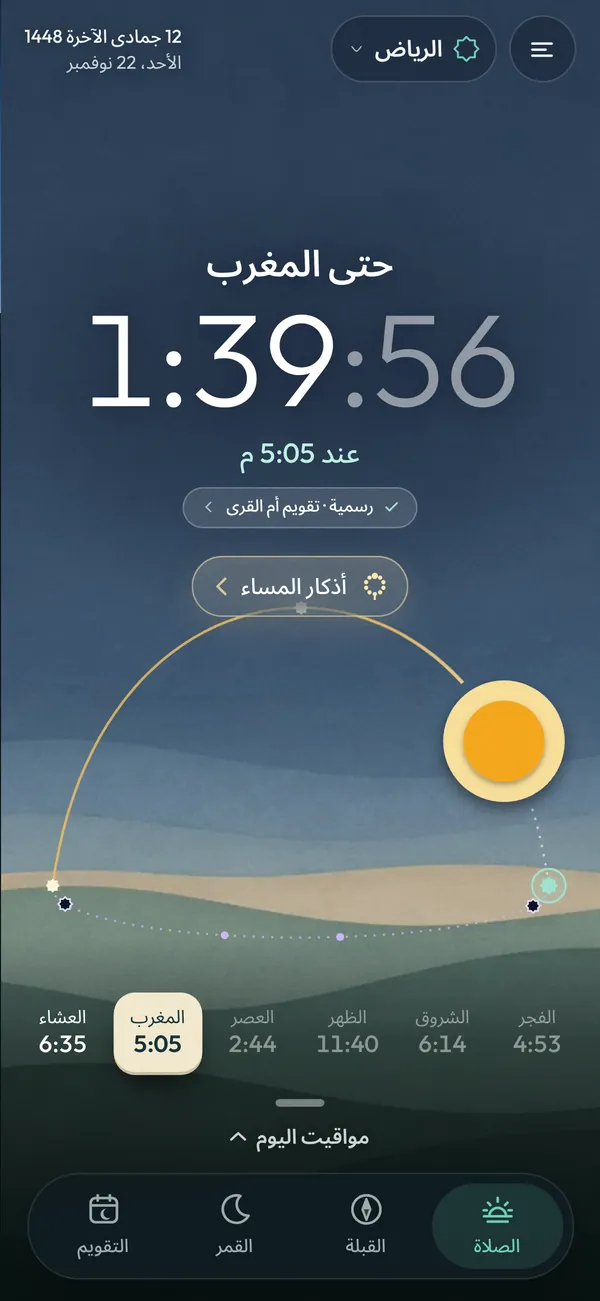 الرياض
12 جمادى الآخرة 1448
الأحد، 22 نوفمبر
حتى المغرب
1:39:56
عند 5:05 م
رسمية · تقويم أم القرى
أذكار المساء
الفجر الشروق الظهر العصر المغرب العشاء
4:53 6:14 11:40 2:44 5:05 6:35
مواقيت اليوم
الصلاة القبلة القمر التقويم